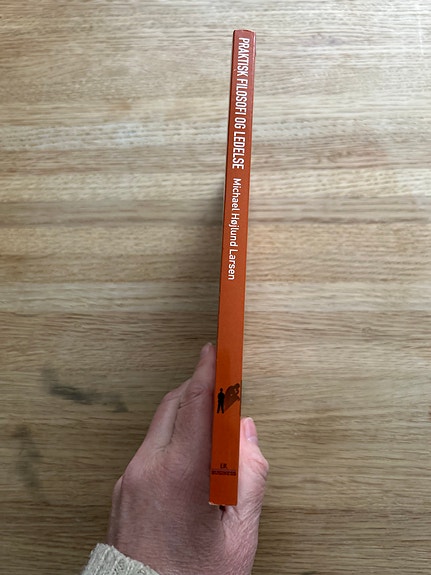 PRAKTISK FILOSOFI OG LEDELSE
Michael Højlund Larsen